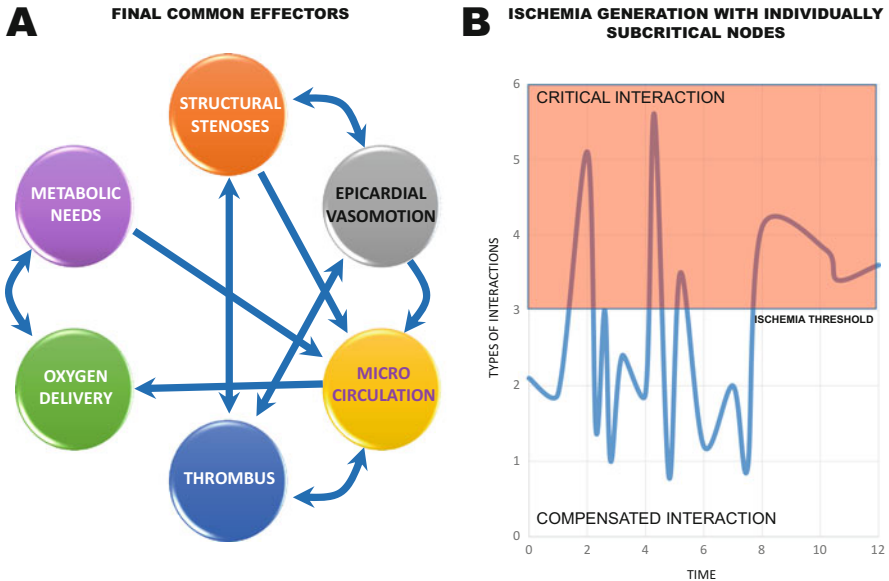 A
FINAL COMMON EFFECTORS
STRUCTURAL
STENOSES
METABOLIC
NEEDS
EPICARDIAL
VASOMOTION
OXYGEN
DELIVERY
MICRO
CIRCULATION
THROMBUS
B
ISCHEMIA GENERATION WITH INDIVIDUALLY
SUBCRITICAL NODES
CRITICAL INTERACTION
ISCHEMIA THRESHOLD
COMPENSATED INTERACTION
TYPES OF INTERACTIONS
6
5
4
3
2
1
0
0 2 4 6 8 10 12
TIME